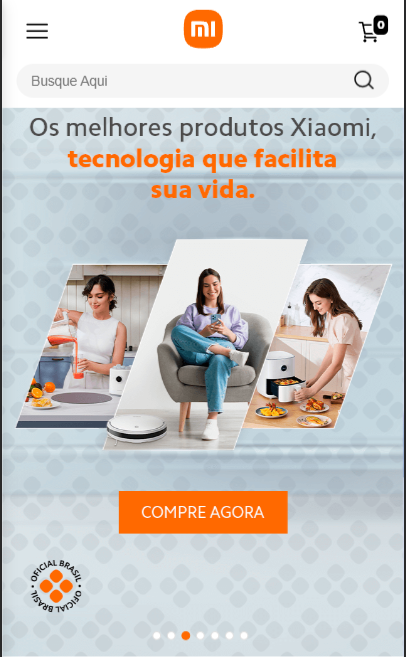 mi
0
Busque Aqui
Os melhores produtos Xiaomi,
tecnologia que facilita
sua vida.
COMPRE AGORA
OFICIAL BRASIL • OFICIAL BRASIL •